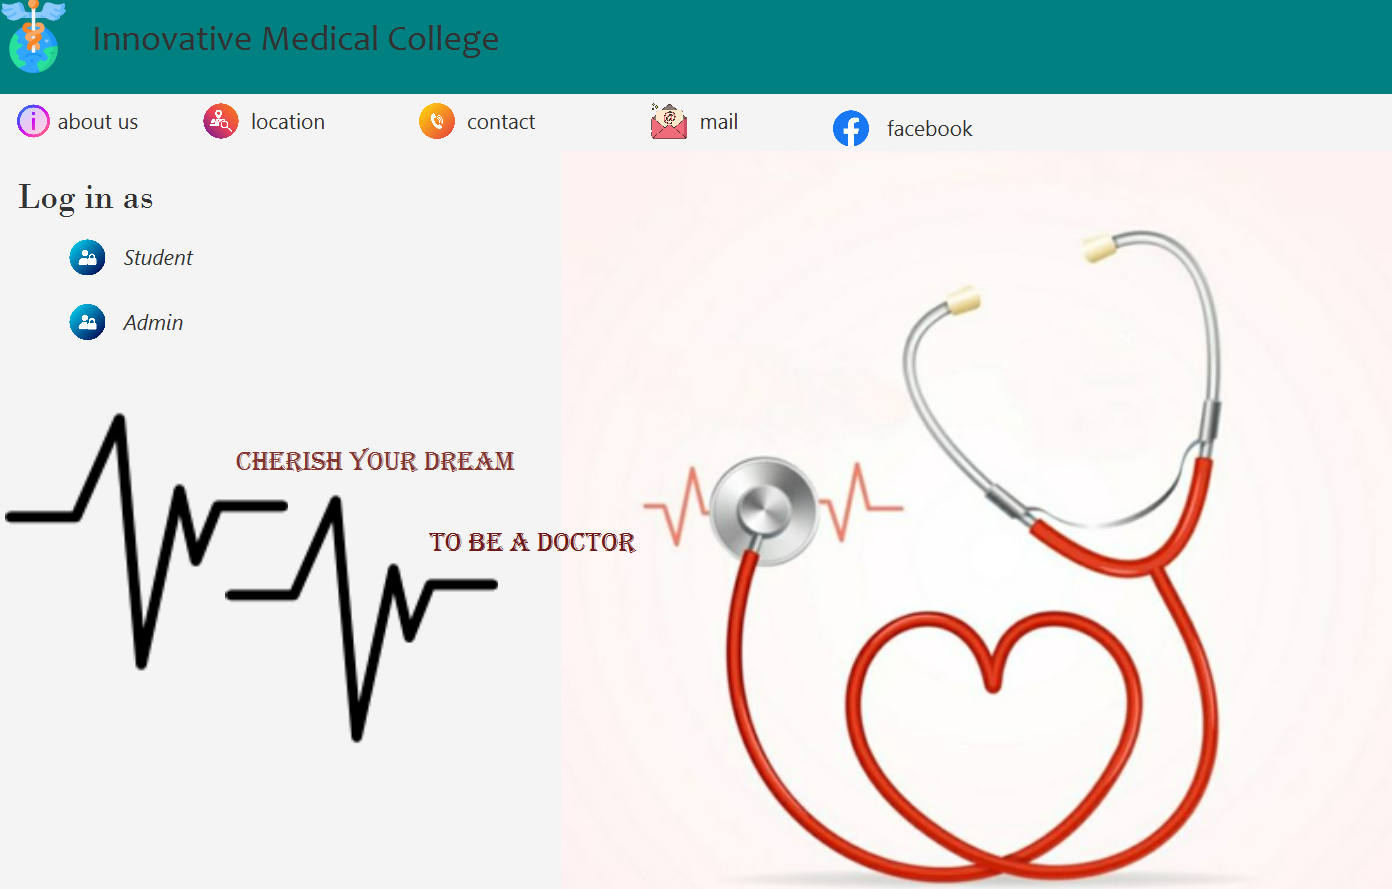 Innovative Medical College
about us
location
contact
mail
facebook
Log in as
Student
Admin
CHERISH YOUR DREAM
TO BE A DOCTOR